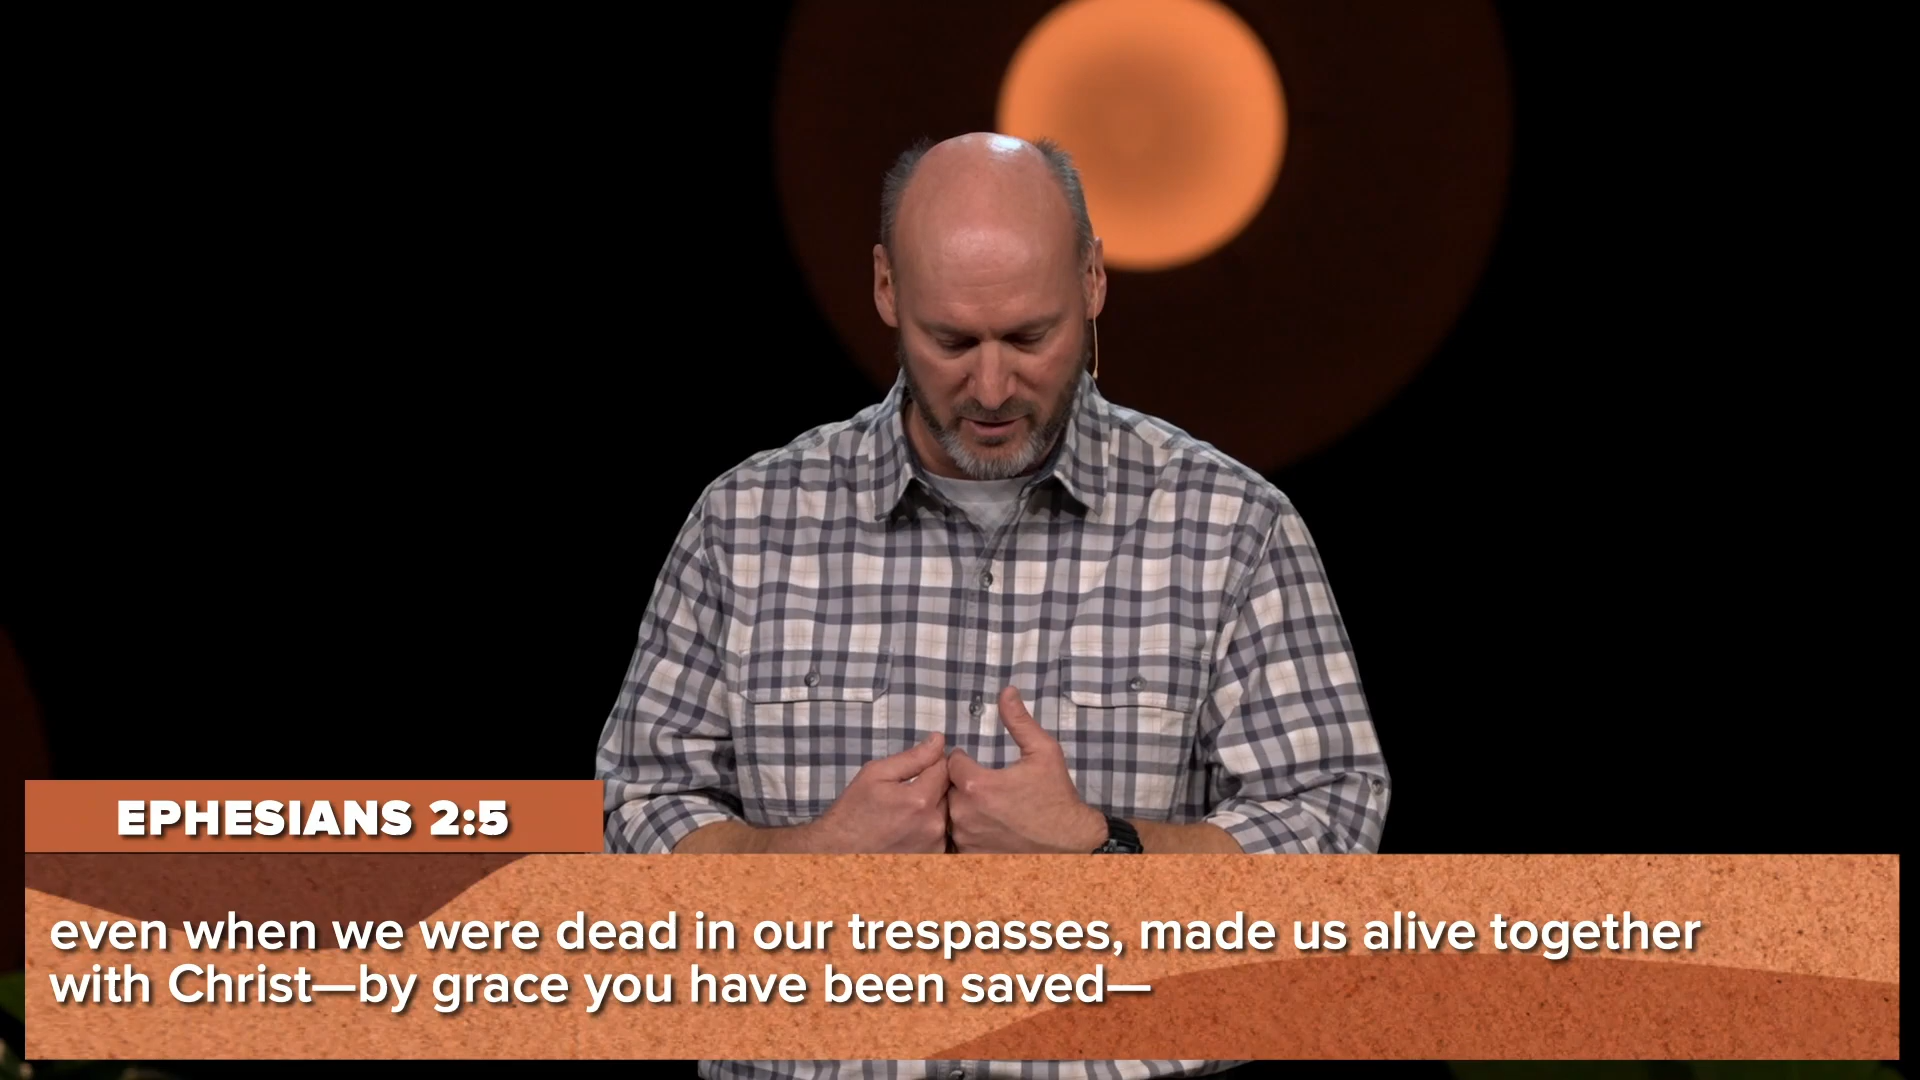 EPHESIANS 2:5
even when we were dead in our trespasses, made us alive together
with Christ—by grace you have been saved—